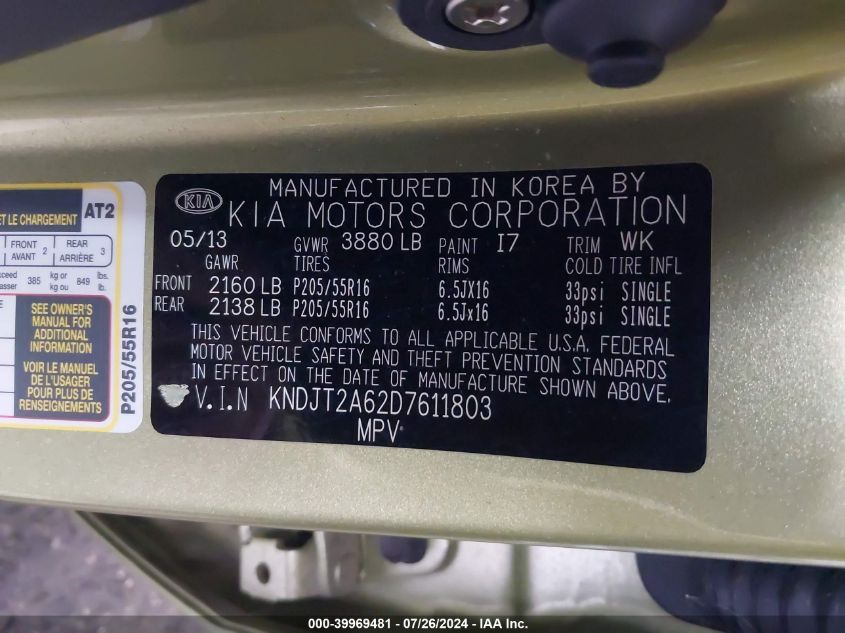 ET LE CHARGEMENT AT2
FRONT 2 REAR 3
AVANT ARRIÈRE
385 kg or 849 lbs.
kg ou lb.
SEE OWNER'S
MANUAL FOR
ADDITIONAL
INFORMATION
VOIR LE MANUEL
DE L'USAGER
POUR PLUS DE
RENSEIGNEMENTS
P205/55R16
KIA
MANUFACTURED IN KOREA BY
KIA MOTORS CORPORATION
05/13 GVWR 3880 LB PAINT I7 TRIM WK
GAWR TIRES RIMS COLD TIRE INFL
FRONT 2160 LB P205/55R16 6.5JX16 33psi SINGLE
REAR 2138 LB P205/55R16 6.5Jx16 33psi SINGLE
THIS VEHICLE CONFORMS TO ALL APPLICABLE U.S.A. FEDERAL
MOTOR VEHICLE SAFETY AND THEFT PREVENTION STANDARDS
IN EFFECT ON THE DATE OF MANUFACTURE SHOWN ABOVE.
V.I.N KNDJT2A62D7611803
MPV
000-39969481 / 07/26/2024 - IAA Inc.